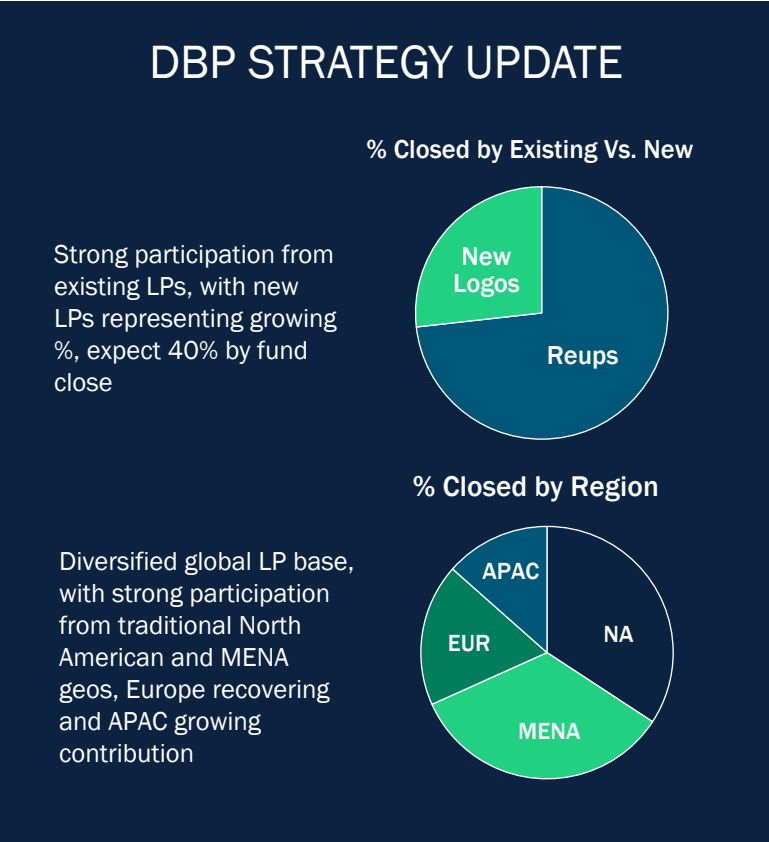 DBP STRATEGY UPDATE
% Closed by Existing Vs. New
Strong participation from
existing LPs, with new
LPs representing growing
%, expect 40% by fund
close
New
Logos
Reups
% Closed by Region
Diversified global LP base,
with strong participation
from traditional North
American and MENA
geos, Europe recovering
and APAC growing
contribution
APAC
NA
EUR
MENA